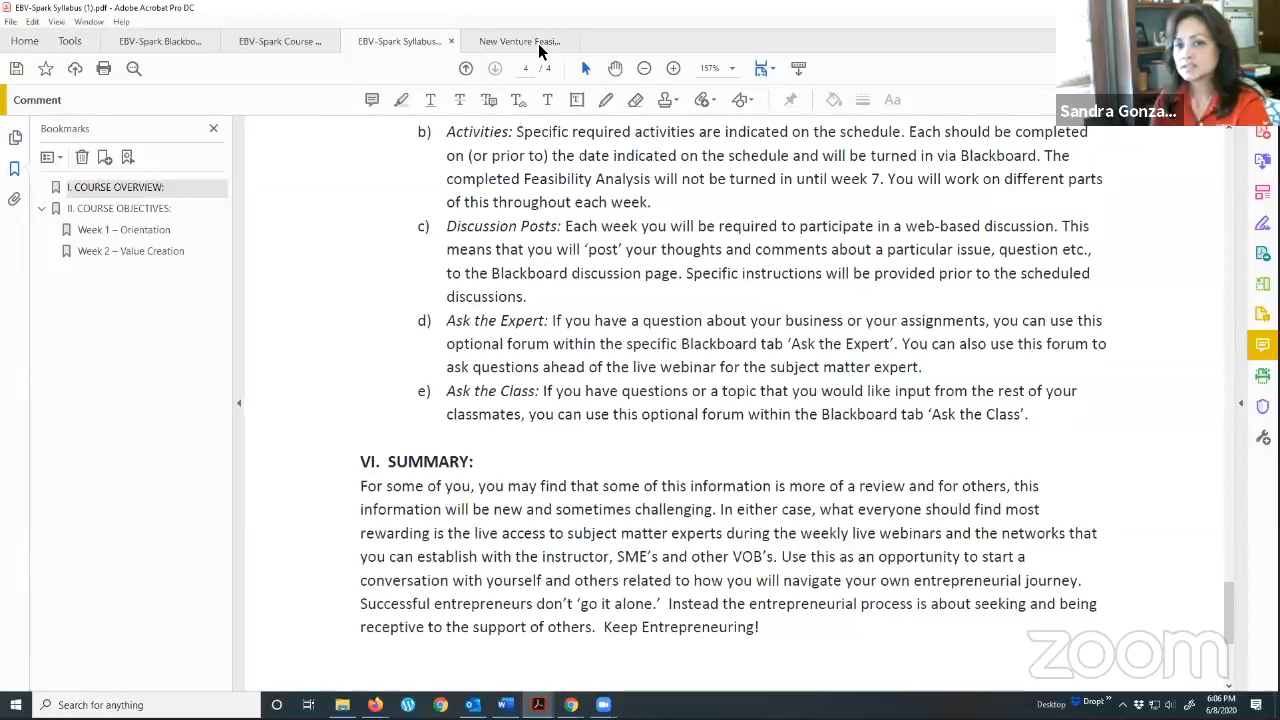 EBV-Spark Syllabus (1).pdf - Adobe Acrobat Pro DC
File Edit View Window Help
Home Tools EBV-Spark Blackbo... EBV-Spark Course ... EBV-Spark Syllabus... New Venture Feasi...
4 / 4 157%
Comment
Sandra Gonza...
Bookmarks
I. COURSE OVERVIEW:
II. COURSE OBJECTIVES:
Week 1 – Orientation
Week 2 – Value Creation
b) Activities: Specific required activities are indicated on the schedule. Each should be completed
on (or prior to) the date indicated on the schedule and will be turned in via Blackboard. The
completed Feasibility Analysis will not be turned in until week 7. You will work on different parts
of this throughout each week.
c) Discussion Posts: Each week you will be required to participate in a web-based discussion. This
means that you will ‘post’ your thoughts and comments about a particular issue, question etc.,
to the Blackboard discussion page. Specific instructions will be provided prior to the scheduled
discussions.
d) Ask the Expert: If you have a question about your business or your assignments, you can use this
optional forum within the specific Blackboard tab ‘Ask the Expert’. You can also use this forum to
ask questions ahead of the live webinar for the subject matter expert.
e) Ask the Class: If you have questions or a topic that you would like input from the rest of your
classmates, you can use this optional forum within the Blackboard tab ‘Ask the Class’.
VI. SUMMARY:
For some of you, you may find that some of this information is more of a review and for others, this
information will be new and sometimes challenging. In either case, what everyone should find most
rewarding is the live access to subject matter experts during the weekly live webinars and the networks that
you can establish with the instructor, SME’s and other VOB’s. Use this as an opportunity to start a
conversation with yourself and others related to how you will navigate your own entrepreneurial journey.
Successful entrepreneurs don’t ‘go it alone.’ Instead the entrepreneurial process is about seeking and being
receptive to the support of others. Keep Entrepreneuring!
zoom
Search for anything
Desktop Dropl
6:06 PM
6/8/2020